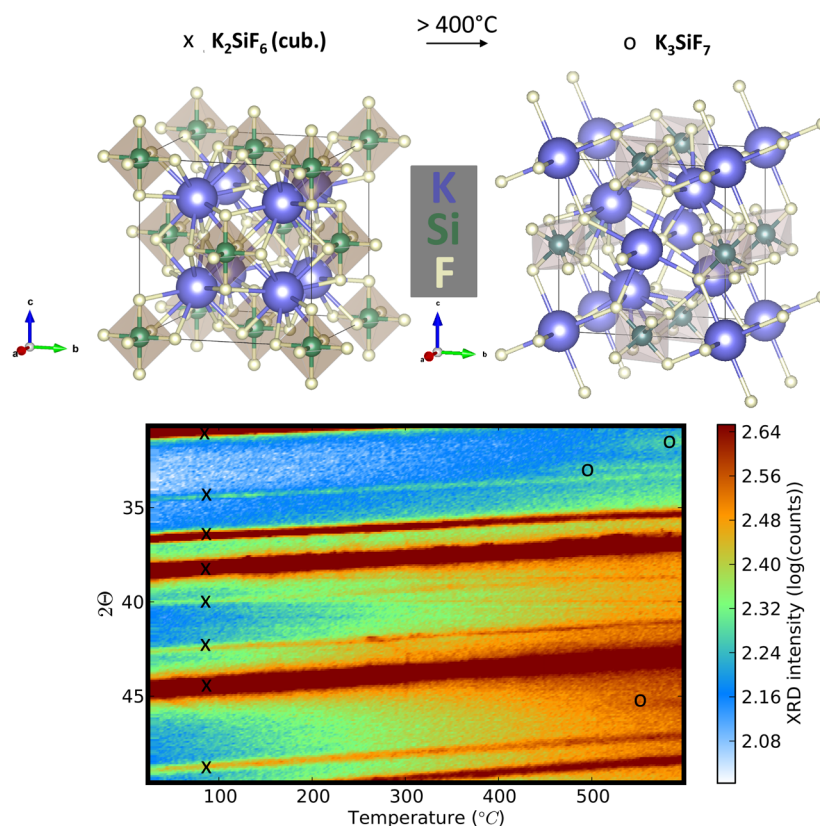 x K₂SiF₆ (cub.)
> 400°C
o K₃SiF₇
K
Si
F
c
a
b
c
a
b
x
x
x
x
x
x
x
x
o
o
o
35
40
45
2Θ
100
200
300
400
500
Temperature (°C)
2.64
2.56
2.48
2.40
2.32
2.24
2.16
2.08
XRD intensity (log(counts))